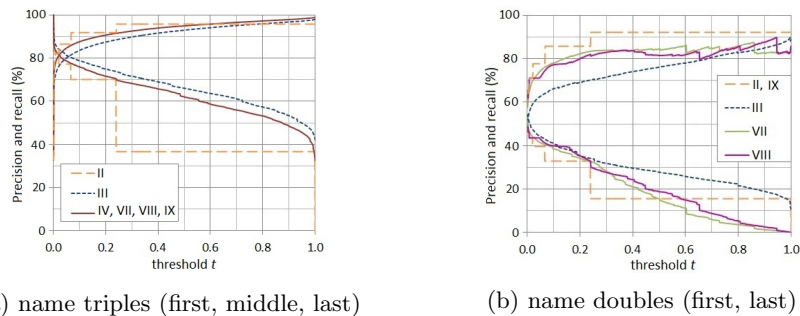 100
80
60
40
20
0
Precision and recall (%)
II
III
IV, VII, VIII, IX
0.0 0.2 0.4 0.6 0.8 1.0
threshold t
) name triples (first, middle, last)
100
80
60
40
20
0
Precision and recall (%)
II, IX
III
VII
VIII
0.0 0.2 0.4 0.6 0.8 1.0
threshold t
(b) name doubles (first, last)